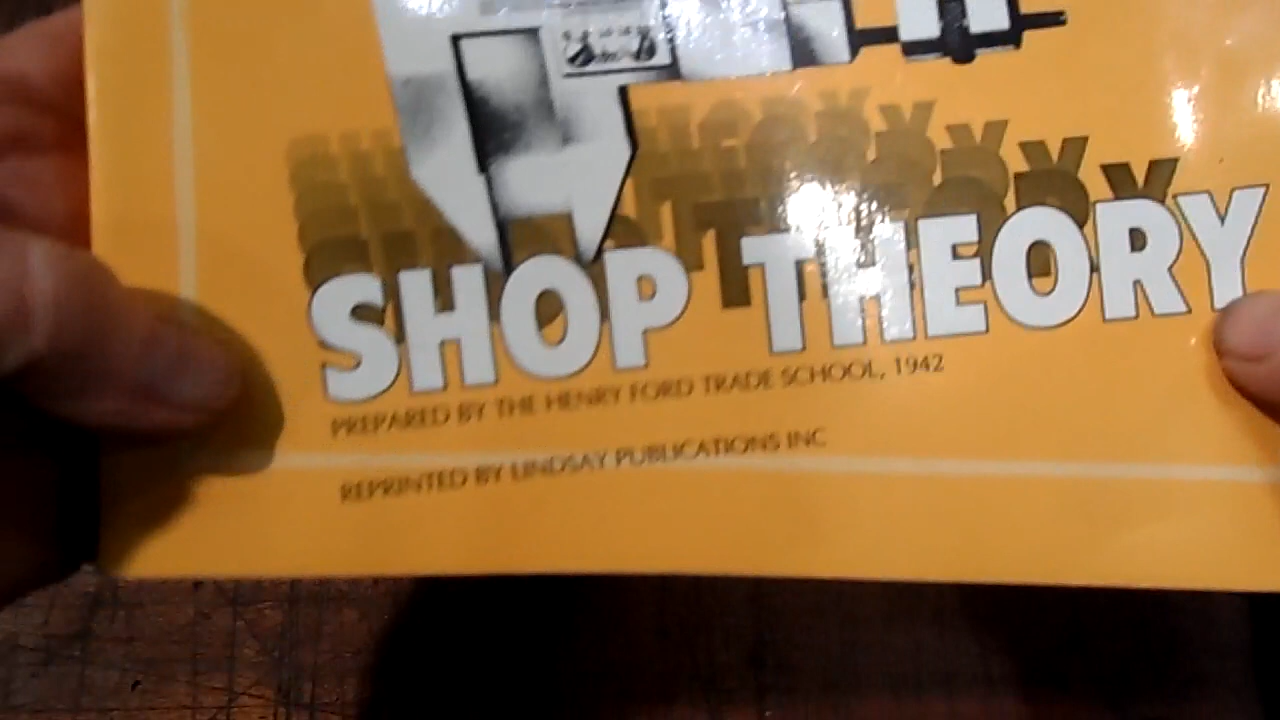 SHOP THEORY
PREPARED BY THE HENRY FORD TRADE SCHOOL, 1942
REPRINTED BY LINDSAY PUBLICATIONS INC